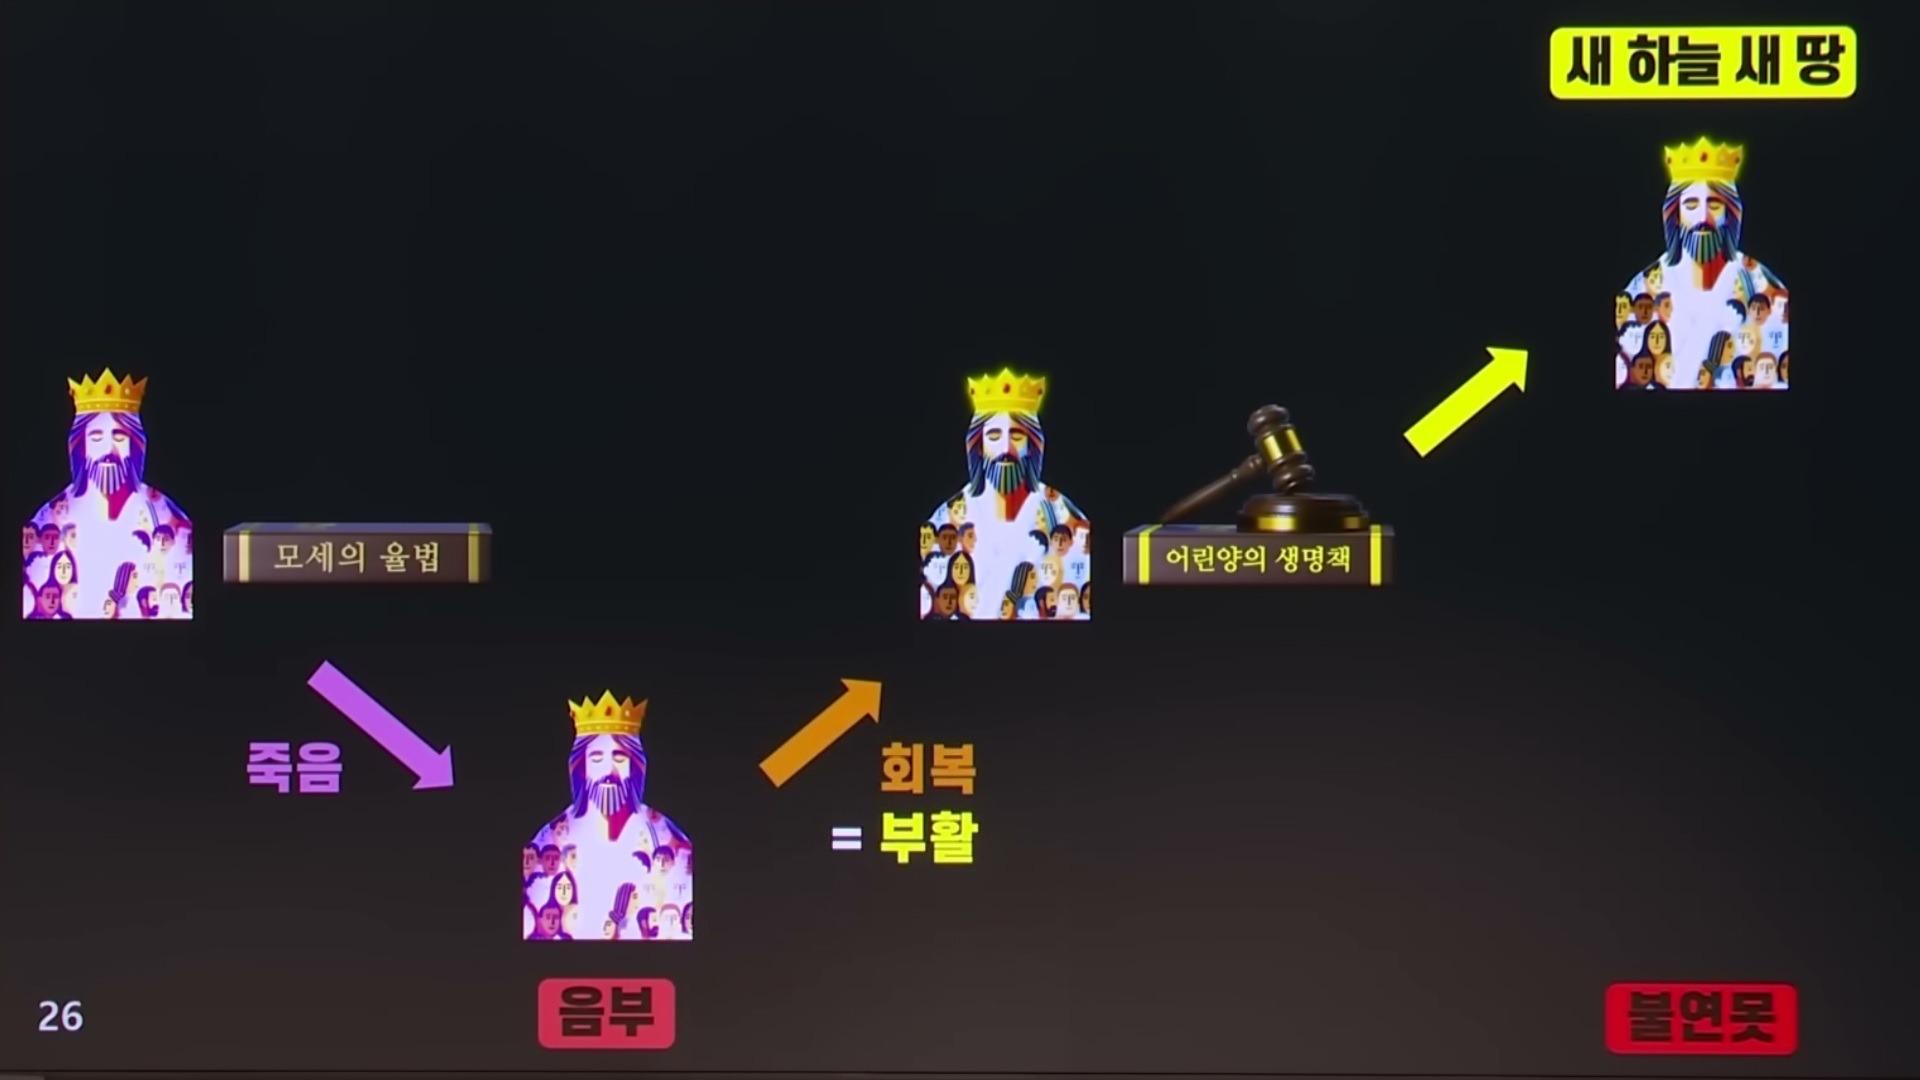 새 하늘 새 땅
모세의 율법
어린양의 생명책
죽음
회복
= 부활
음부
불연못
26